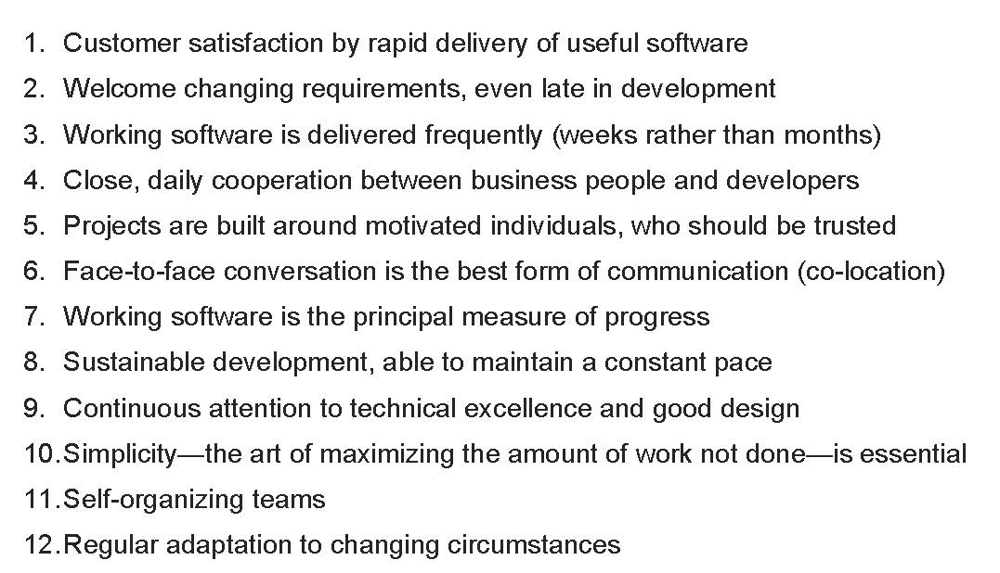 1. Customer satisfaction by rapid delivery of useful software
2. Welcome changing requirements, even late in development
3. Working software is delivered frequently (weeks rather than months)
4. Close, daily cooperation between business people and developers
5. Projects are built around motivated individuals, who should be trusted
6. Face-to-face conversation is the best form of communication (co-location)
7. Working software is the principal measure of progress
8. Sustainable development, able to maintain a constant pace
9. Continuous attention to technical excellence and good design
10.Simplicity—the art of maximizing the amount of work not done—is essential
11.Self-organizing teams
12.Regular adaptation to changing circumstances